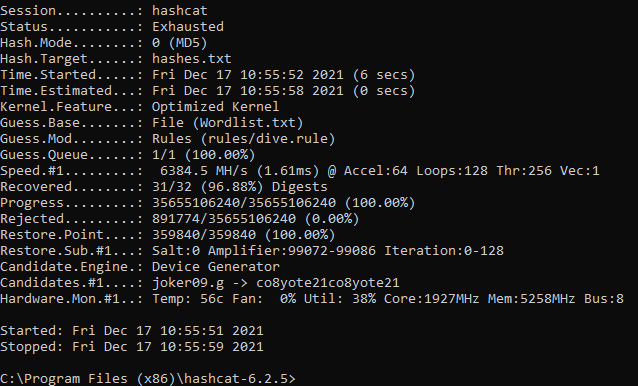 Session..........: hashcat
Status...........: Exhausted
Hash.Mode........: 0 (MD5)
Hash.Target......: hashes.txt
Time.Started.....: Fri Dec 17 10:55:52 2021 (6 secs)
Time.Estimated...: Fri Dec 17 10:55:58 2021 (0 secs)
Kernel.Feature...: Optimized Kernel
Guess.Base.......: File (Wordlist.txt)
Guess.Mod........: Rules (rules/dive.rule)
Guess.Queue......: 1/1 (100.00%)
Speed.#1.........:  6384.5 MH/s (1.61ms) @ Accel:64 Loops:128 Thr:256 Vec:1
Recovered........: 31/32 (96.88%) Digests
Progress.........: 35655106240/35655106240 (100.00%)
Rejected.........: 891774/35655106240 (0.00%)
Restore.Point....: 359840/359840 (100.00%)
Restore.Sub.#1...: Salt:0 Amplifier:99072-99086 Iteration:0-128
Candidate.Engine.: Device Generator
Candidates.#1....: joker09.g -> co8yote21co8yote21
Hardware.Mon.#1..: Temp: 56c Fan:  0% Util: 38% Core:1927MHz Mem:5258MHz Bus:8
Started: Fri Dec 17 10:55:51 2021
Stopped: Fri Dec 17 10:55:59 2021
C:\Program Files (x86)\hashcat-6.2.5>